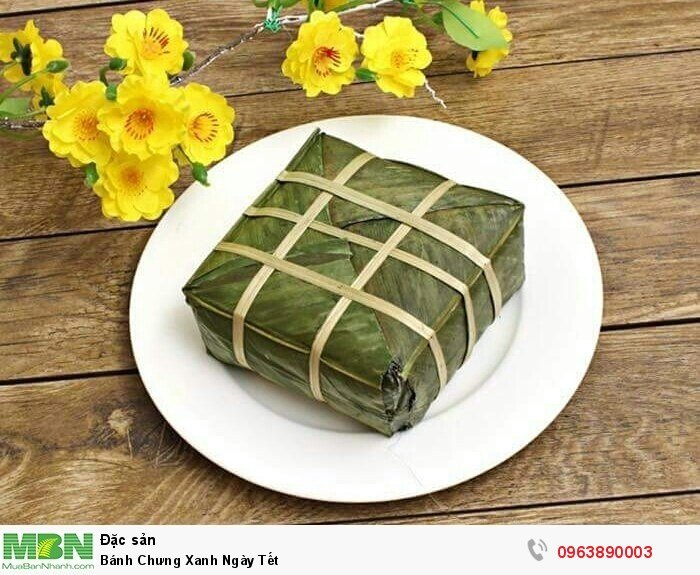 MBN
MuaBanNhanh.com
Đặc sản
Bánh Chưng Xanh Ngày Tết
0963890003